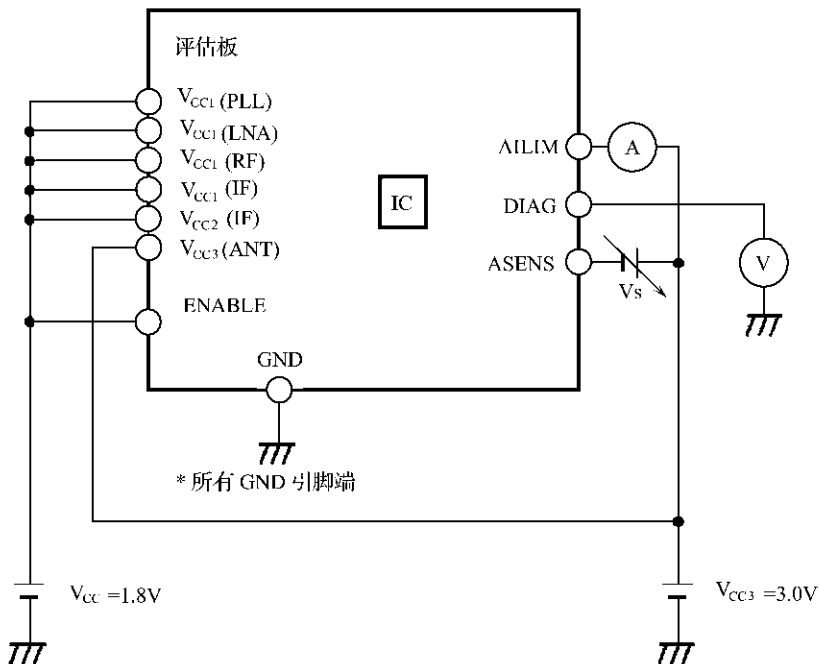 评估板
VCC1 (PLL)
VCC1 (LNA)
VCC1 (RF)
VCC1 (IF)
VCC2 (IF)
VCC3 (ANT)
ENABLE
GND
IC
AILIM
A
DIAG
ASENS
Vs
V
* 所有 GND 引脚端
VCC =1.8V
VCC3 =3.0V